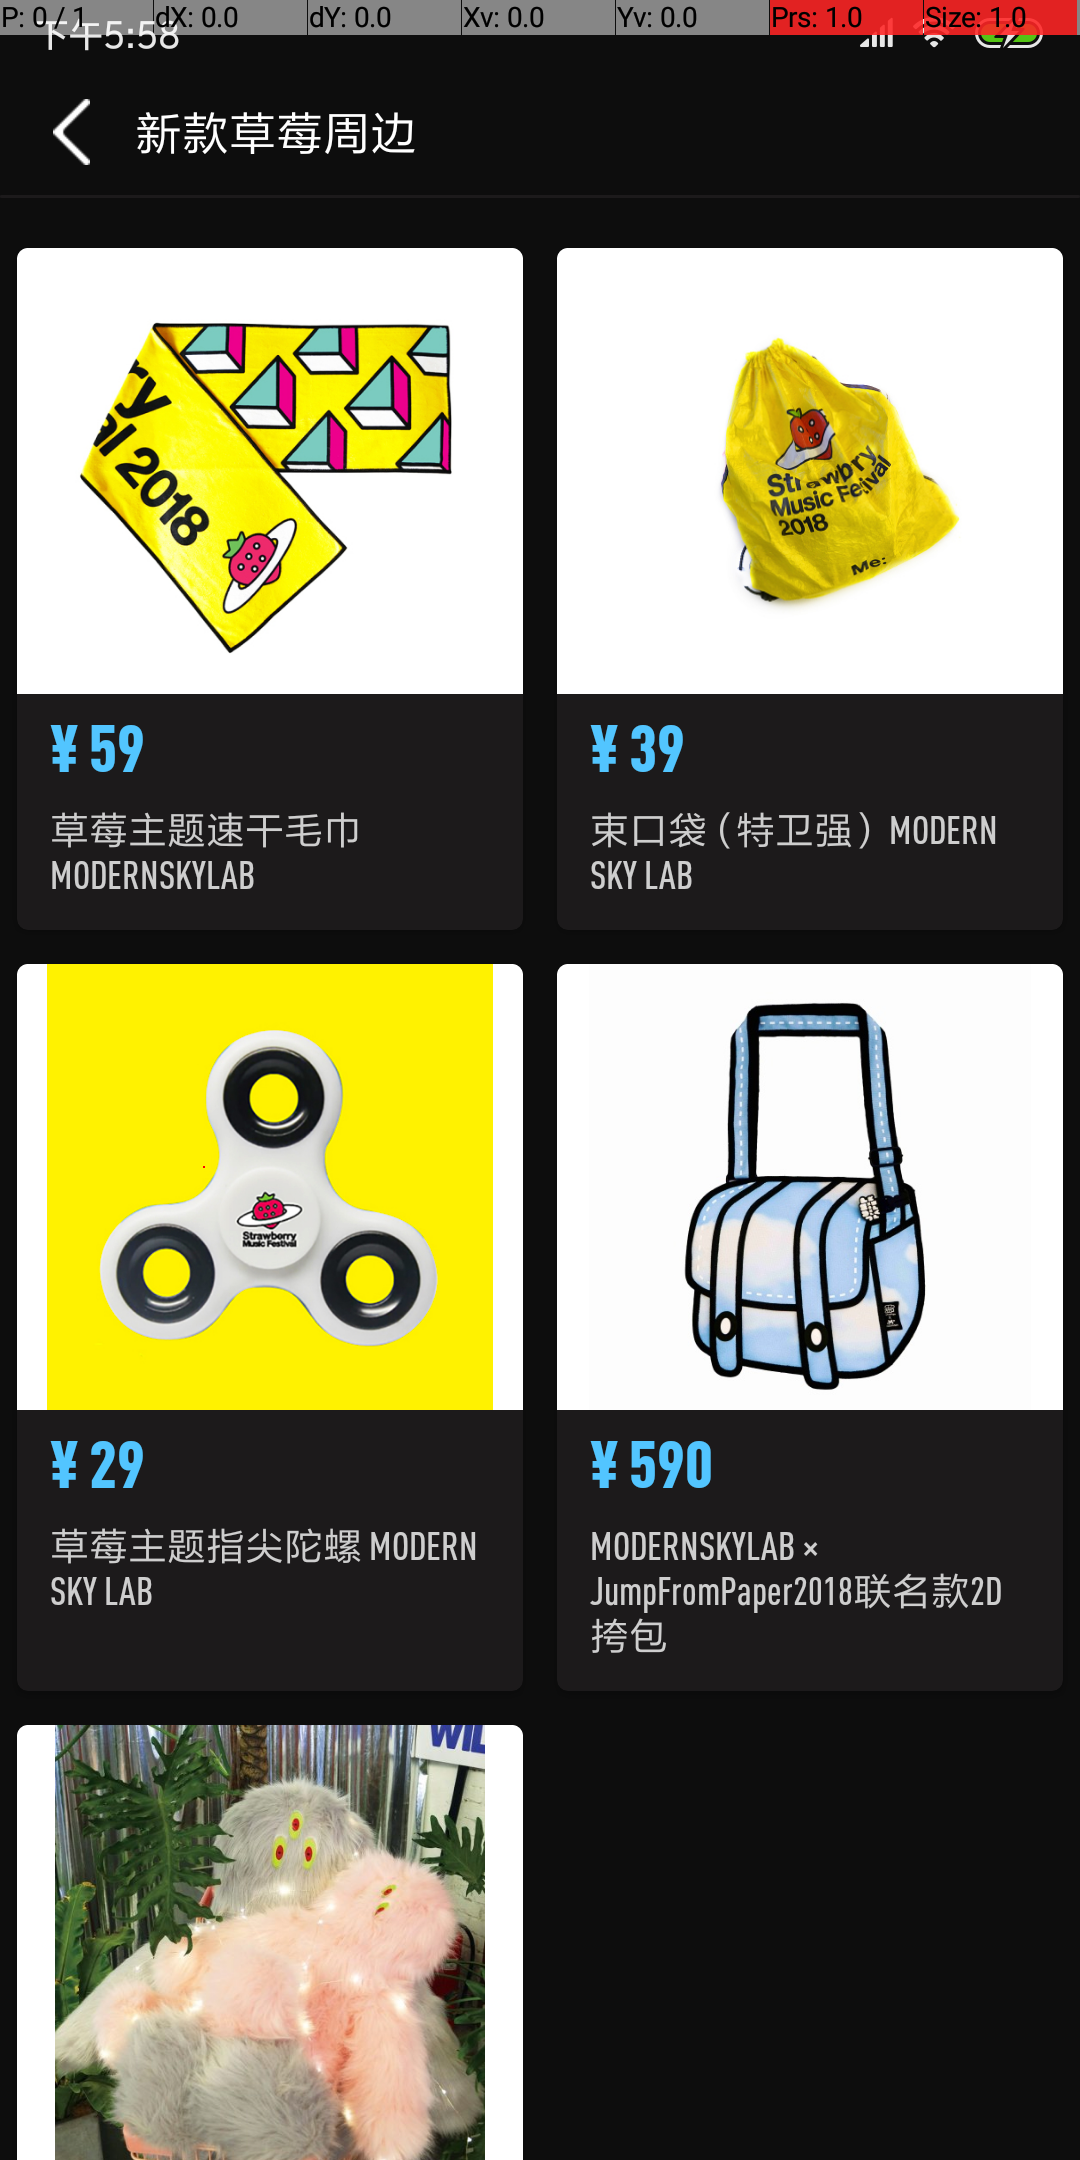 P: 0 / 1 dX: 0.0 dY: 0.0 Xv: 0.0 Yv: 0.0 Prs: 1.0 Size: 1.0
下午5:58
新款草莓周边
ry
al 2018
Strawbry
Music Festival
2018
Me:
¥ 59
¥ 39
草莓主题速干毛巾
MODERNSKYLAB
束口袋（特卫强）MODERN
SKY LAB
Strawberry
Music Festival
¥ 29
¥ 590
草莓主题指尖陀螺 MODERN
SKY LAB
MODERNSKYLAB ×
JumpFromPaper2018联名款2D
挎包
WIL